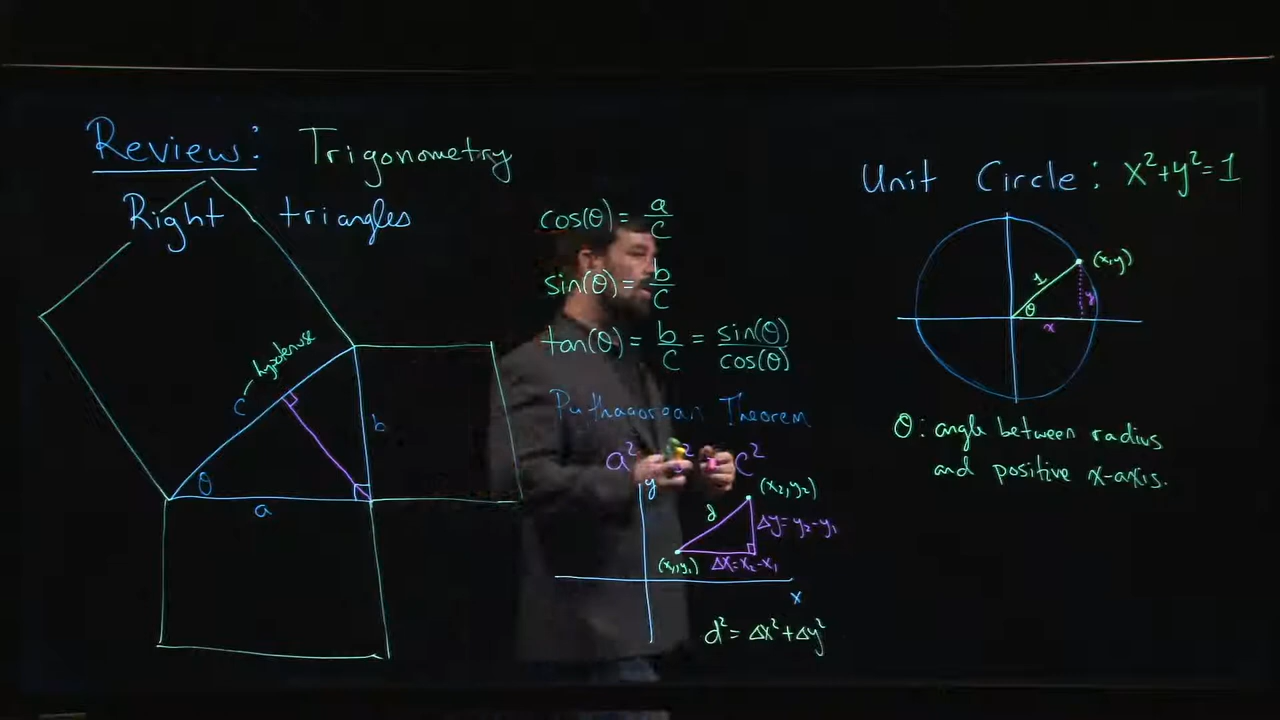 Review: Trigonometry
Right triangles
c hypotenuse
b
θ
a
cos(θ) = a/c
sin(θ) = b/c
tan(θ) = b/c = sin(θ)/cos(θ)
Pythagorean Theorem
a² ² c²
y
(x₂,y₂)
d
Δy=y₂-y₁
(x₁,y₁)
Δx=x₂-x₁
x
d² = Δx²+Δy²
Unit Circle: x²+y²=1
(x,y)
1
θ
y
x
θ: angle between radius
and positive x-axis.